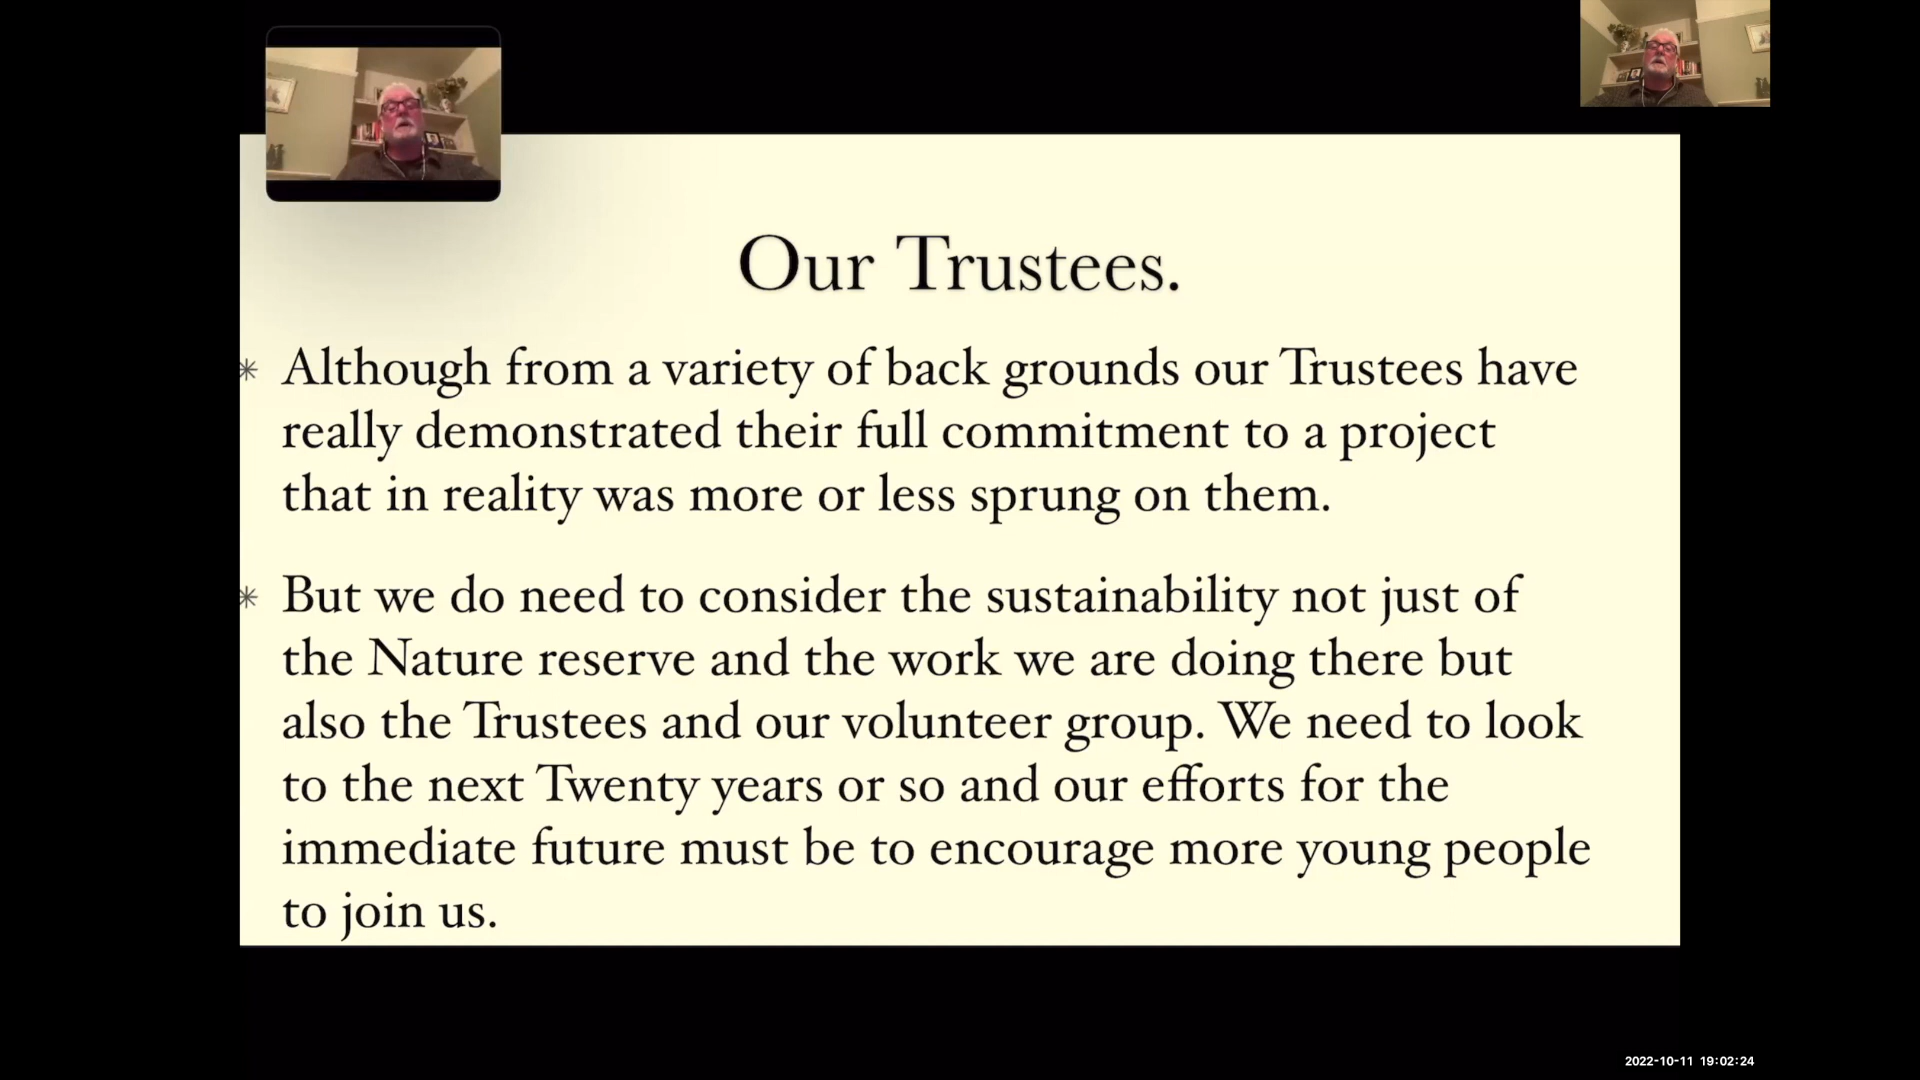 Our Trustees.
Although from a variety of back grounds our Trustees have
really demonstrated their full commitment to a project
that in reality was more or less sprung on them.
But we do need to consider the sustainability not just of
the Nature reserve and the work we are doing there but
also the Trustees and our volunteer group. We need to look
to the next Twenty years or so and our efforts for the
immediate future must be to encourage more young people
to join us.
2022-10-11 19:02:24